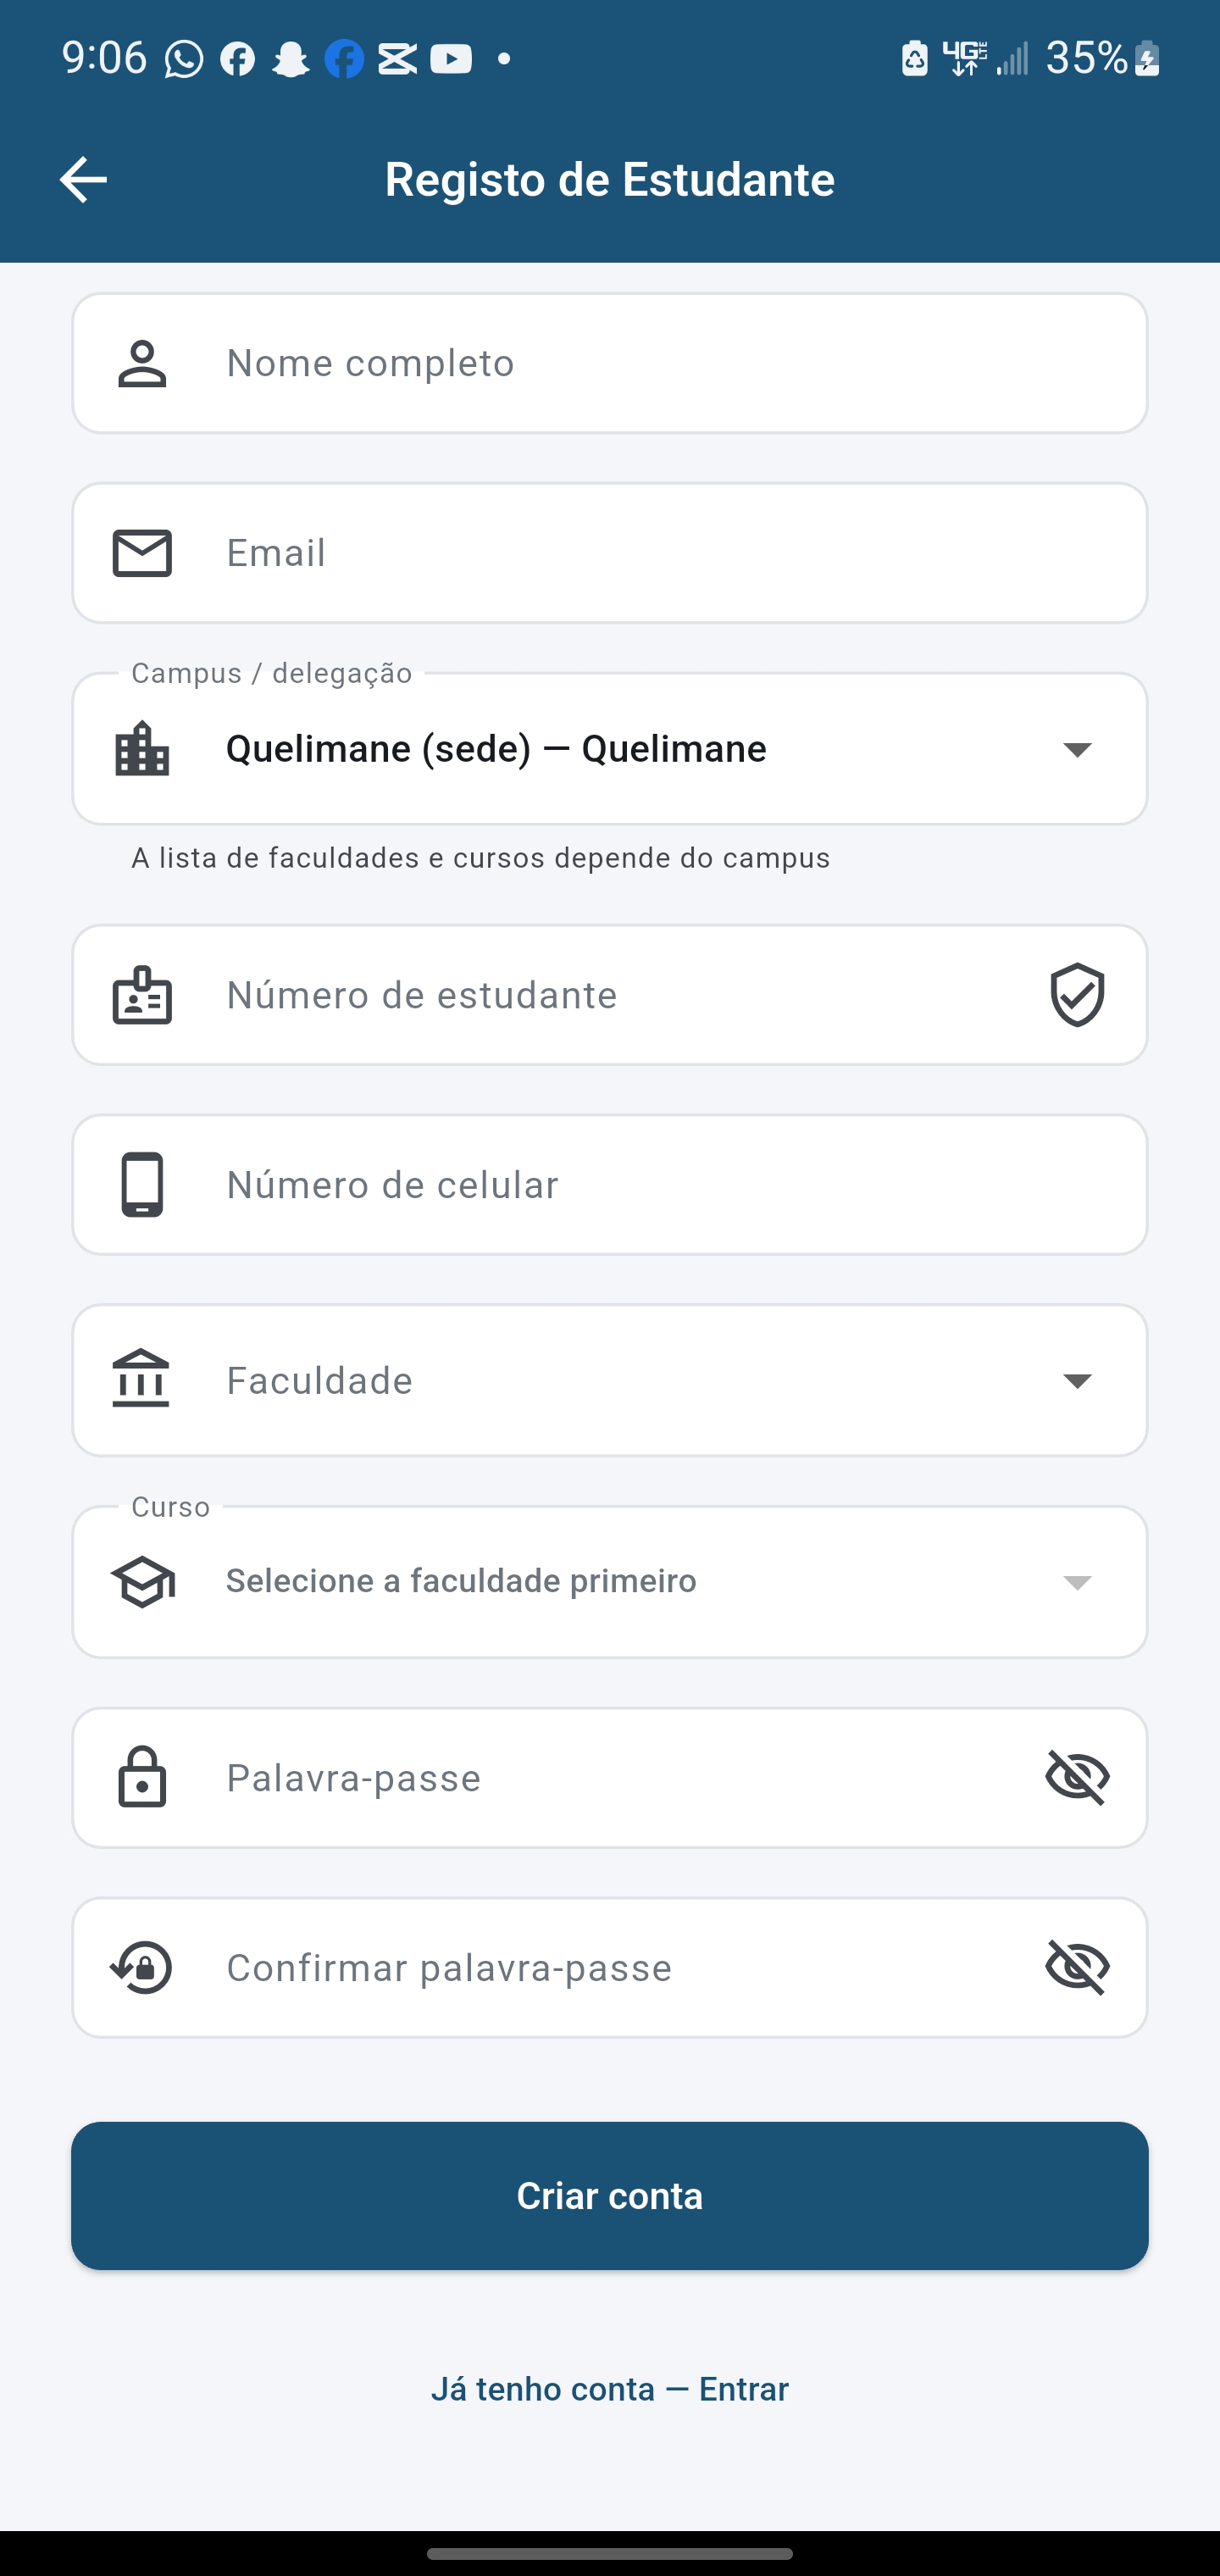 9:06
4G LTE
35%
Registo de Estudante
Nome completo
Email
Campus / delegação
Quelimane (sede) — Quelimane
A lista de faculdades e cursos depende do campus
Número de estudante
Número de celular
Faculdade
Curso
Selecione a faculdade primeiro
Palavra-passe
Confirmar palavra-passe
Criar conta
Já tenho conta — Entrar